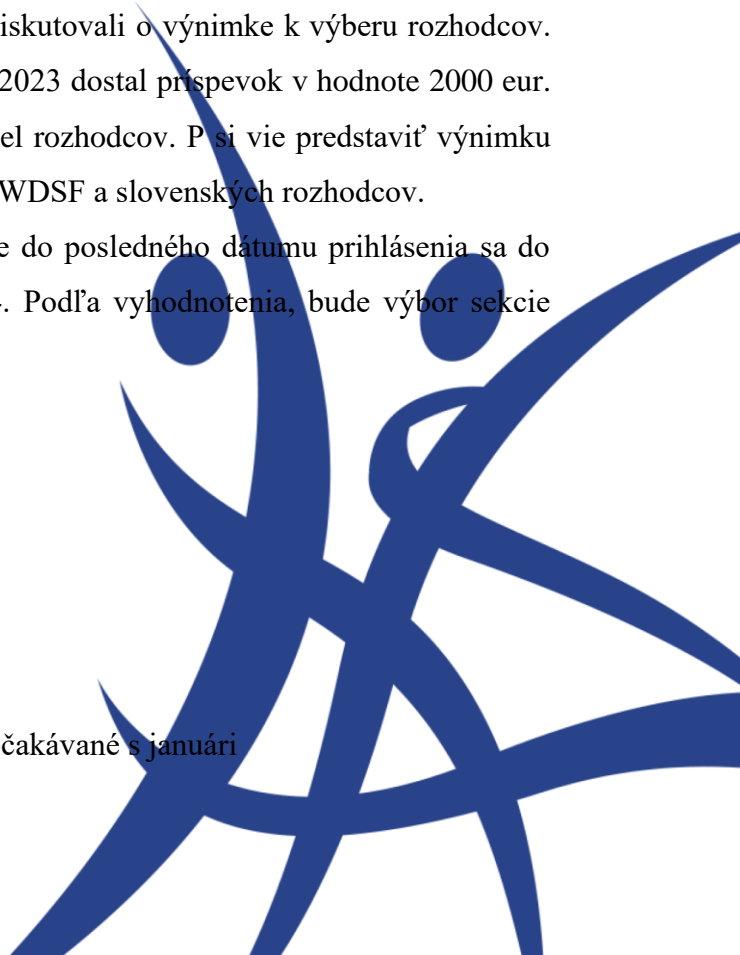 iskutovali o výnimke k výberu rozhodcov.
2023 dostal príspevok v hodnote 2000 eur.
el rozhodcov. P si vie predstaviť výnimku
WDSF a slovenských rozhodcov.
e do posledného dátumu prihlásenia sa do
. Podľa vyhodnotenia, bude výbor sekcie
čakávané s januári